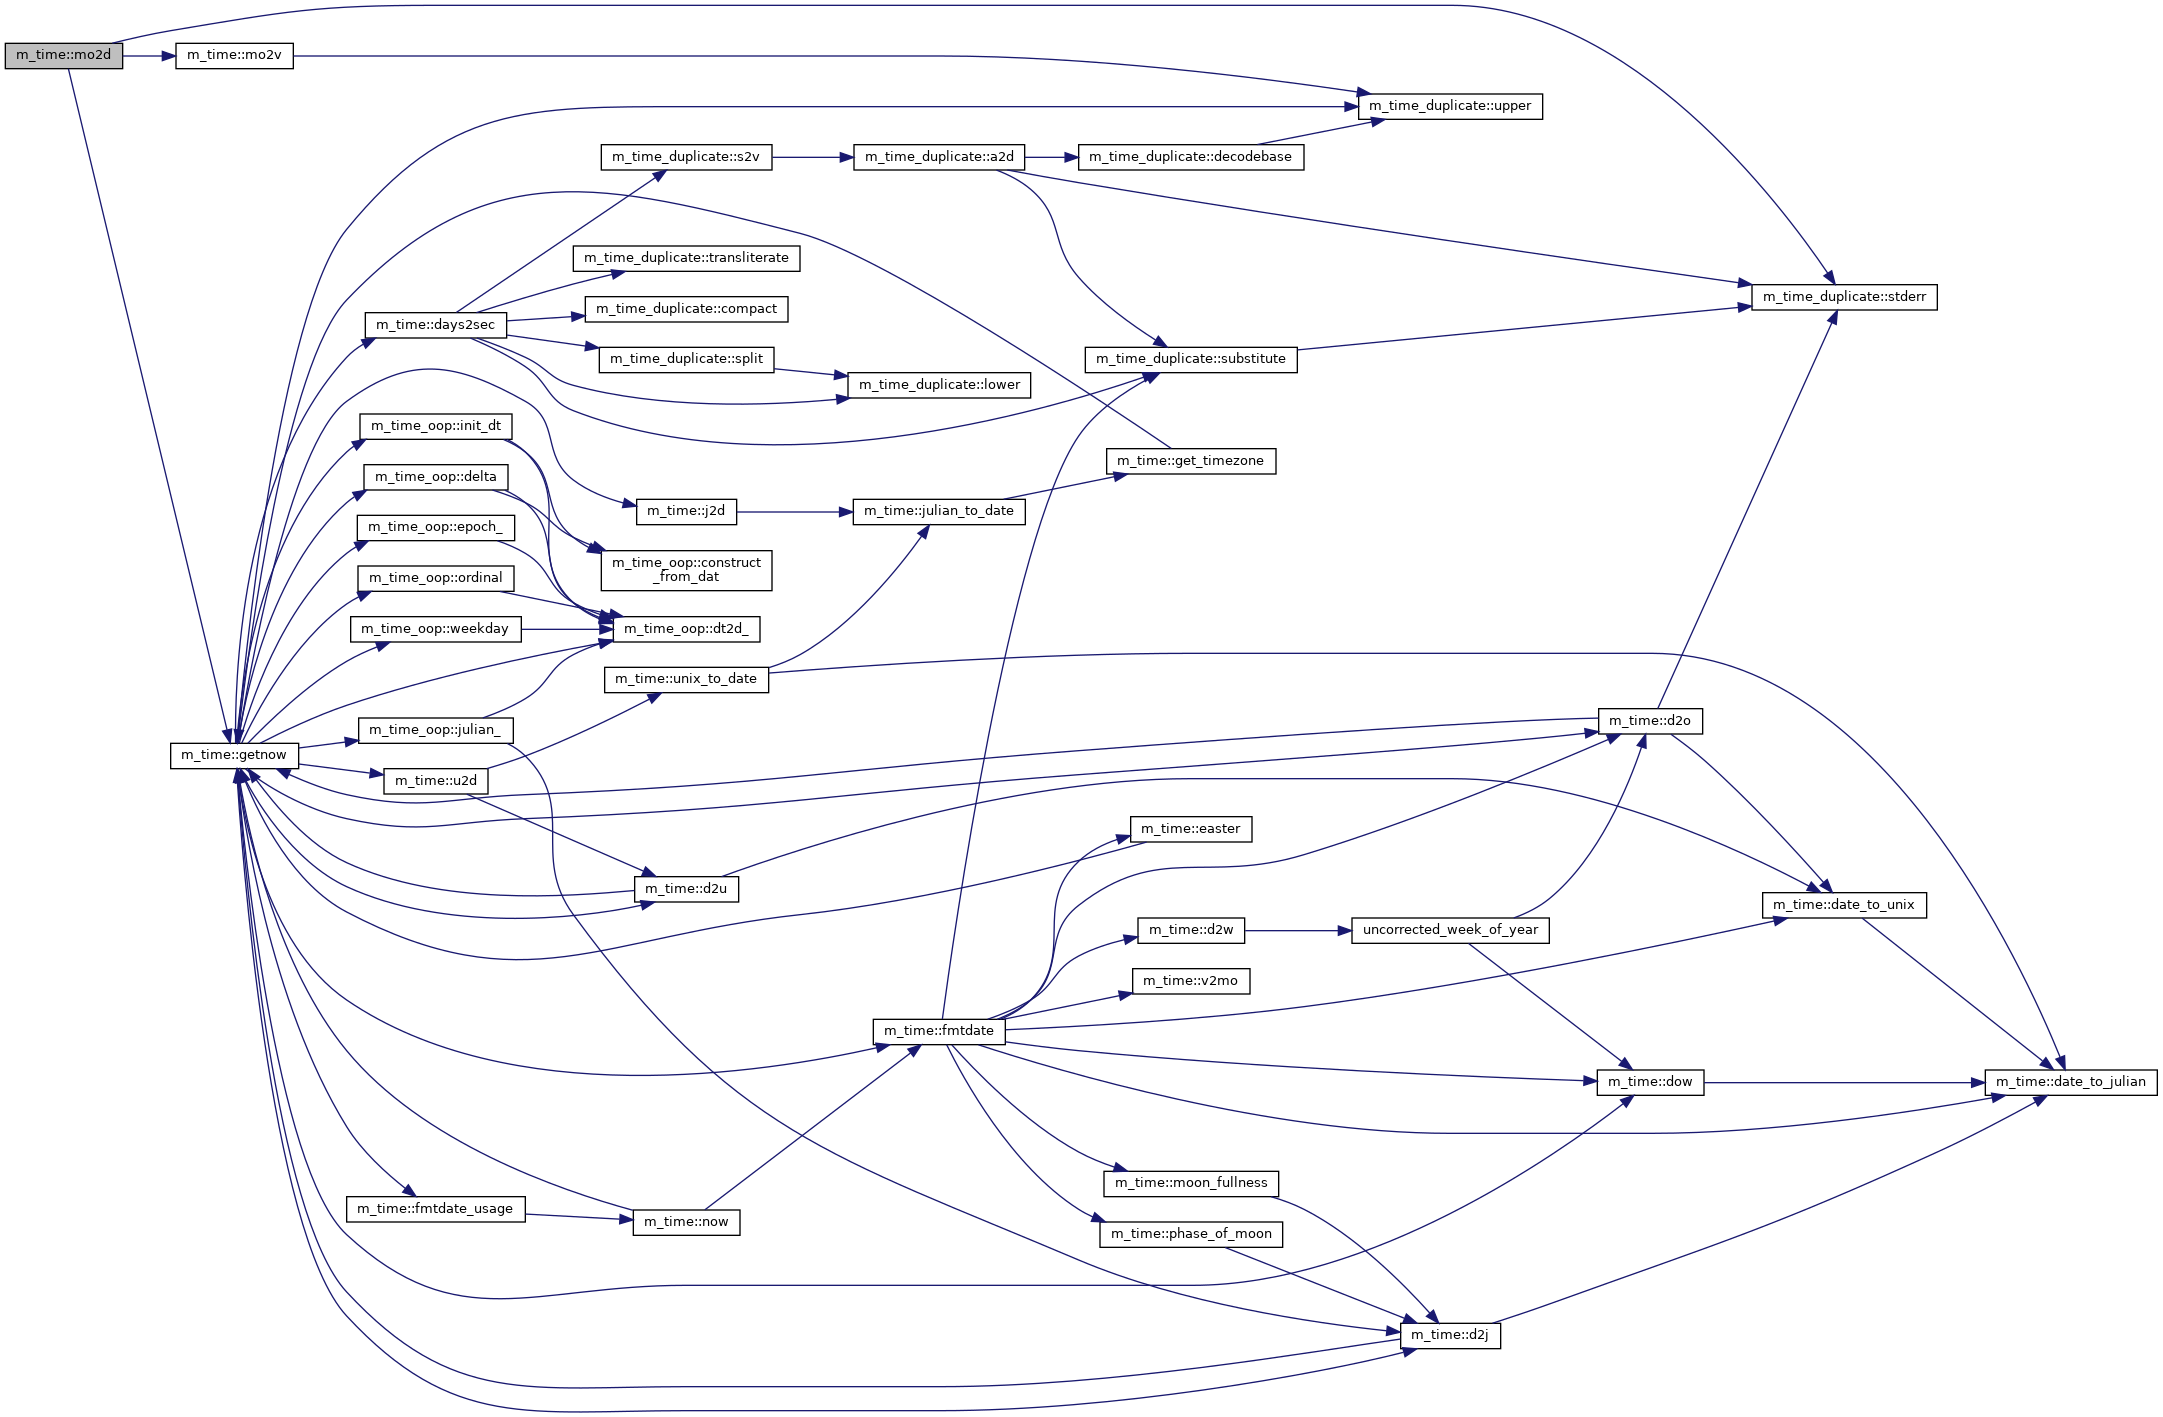 m_time::mo2d
m_time::mo2v
m_time_duplicate::upper
m_time_duplicate::s2v
m_time_duplicate::a2d
m_time_duplicate::decodebase
m_time_duplicate::transliterate
m_time_duplicate::stderr
m_time_duplicate::compact
m_time::days2sec
m_time_duplicate::split
m_time_duplicate::substitute
m_time_duplicate::lower
m_time_oop::init_dt
m_time::get_timezone
m_time_oop::delta
m_time::j2d
m_time::julian_to_date
m_time_oop::epoch_
m_time_oop::construct
_from_dat
m_time_oop::ordinal
m_time_oop::weekday
m_time_oop::dt2d_
m_time::unix_to_date
m_time::d2o
m_time_oop::julian_
m_time::getnow
m_time::u2d
m_time::easter
m_time::d2u
m_time::date_to_unix
m_time::d2w
uncorrected_week_of_year
m_time::v2mo
m_time::fmtdate
m_time::dow
m_time::date_to_julian
m_time::moon_fullness
m_time::fmtdate_usage
m_time::now
m_time::phase_of_moon
m_time::d2j